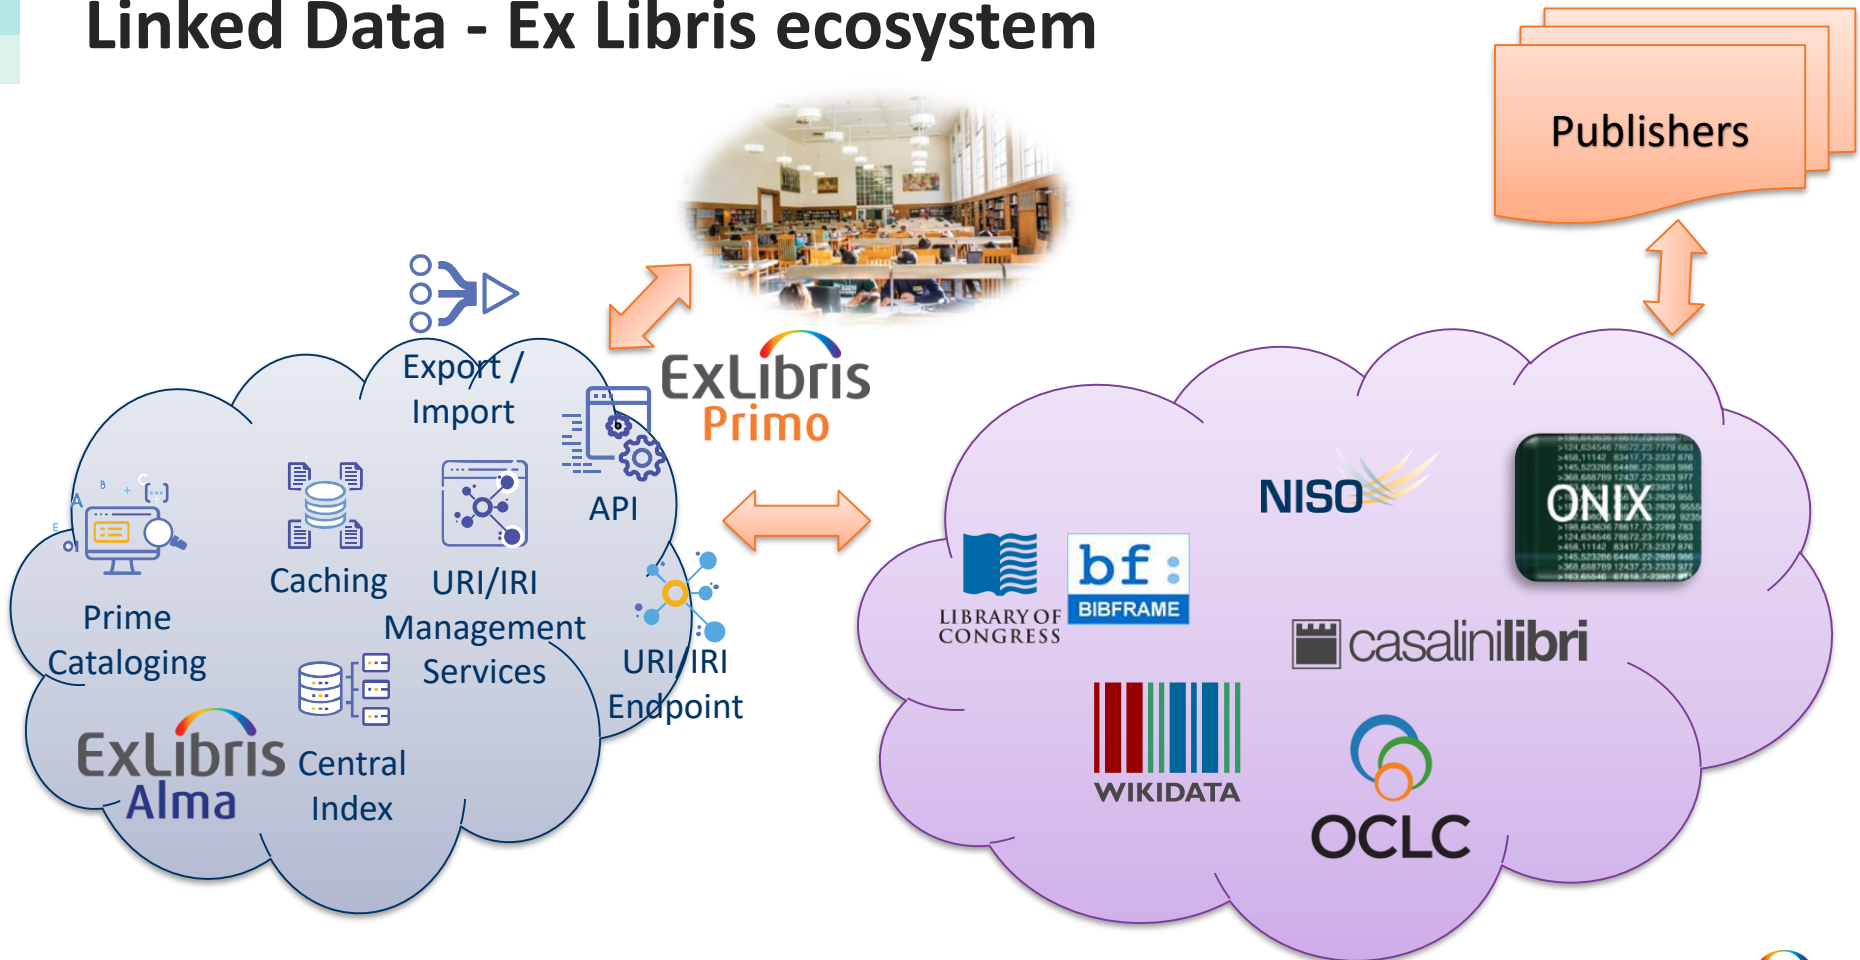 Linked Data - Ex Libris ecosystem
Publishers
Export /
Import
ExLibris
Primo
API
Caching
URI/IRI
Management
Services
Prime
Cataloging
URI/IRI
Endpoint
ExLibris
Alma
Central
Index
NISO
ONIX
LIBRARY OF
CONGRESS
bf:
BIBFRAME
casalinilibri
WIKIDATA
OCLC